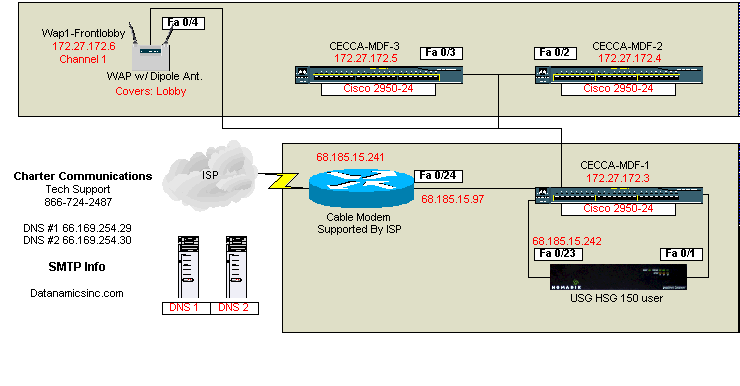 Fa 0/4
Wap1-Frontlobby
172.27.172.6
Channel 1
WAP w/ Dipole Ant.
Covers: Lobby
CECCA-MDF-3
172.27.172.5
Fa 0/3
Cisco 2950-24
Fa 0/2
CECCA-MDF-2
172.27.172.4
Cisco 2950-24
Charter Communications
Tech Support
866-724-2487
DNS #1 66.169.254.29
DNS #2 66.169.254.30
SMTP Info
Datanamicsinc.com
ISP
DNS 1
DNS 2
68.185.15.241
Fa 0/24
68.185.15.97
Cable Modem
Supported By ISP
CECCA-MDF-1
172.27.172.3
Cisco 2950-24
68.185.15.242
Fa 0/23
Fa 0/1
NOMADIX
USG HSG 150 user